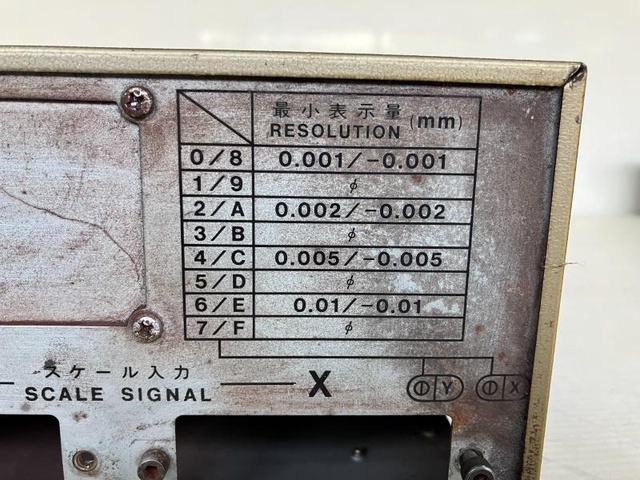 最小表示量
RESOLUTION (mm)
0/8 0.001/-0.001
1/9 ϕ
2/A 0.002/-0.002
3/B ϕ
4/C 0.005/-0.005
5/D ϕ
6/E 0.01/-0.01
7/F ϕ
スケール入力
SCALE SIGNAL X
Y X